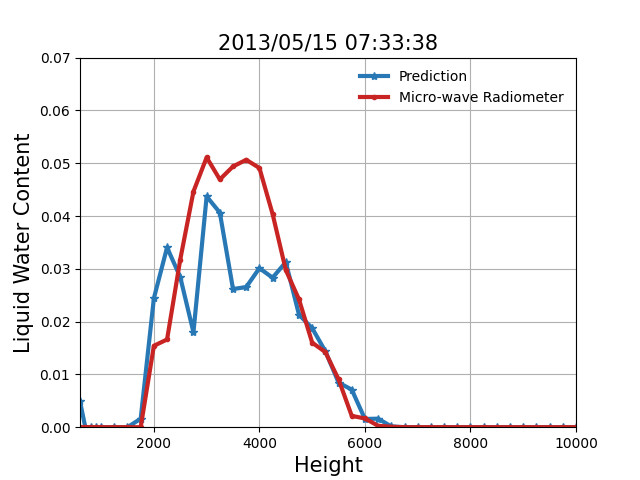 2013/05/15 07:33:38
0.07
0.06
0.05
0.04
0.03
0.02
0.01
0.00
Liquid Water Content
Prediction
Micro-wave Radiometer
2000 4000 6000 8000 10000
Height